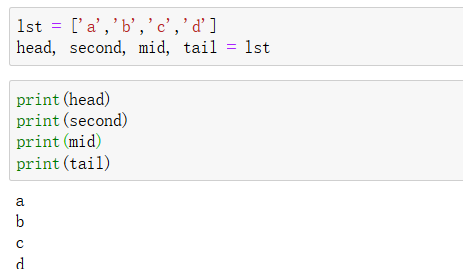 lst = ['a','b','c','d']
head, second, mid, tail = lst
print(head)
print(second)
print(mid)
print(tail)
a
b
c
d